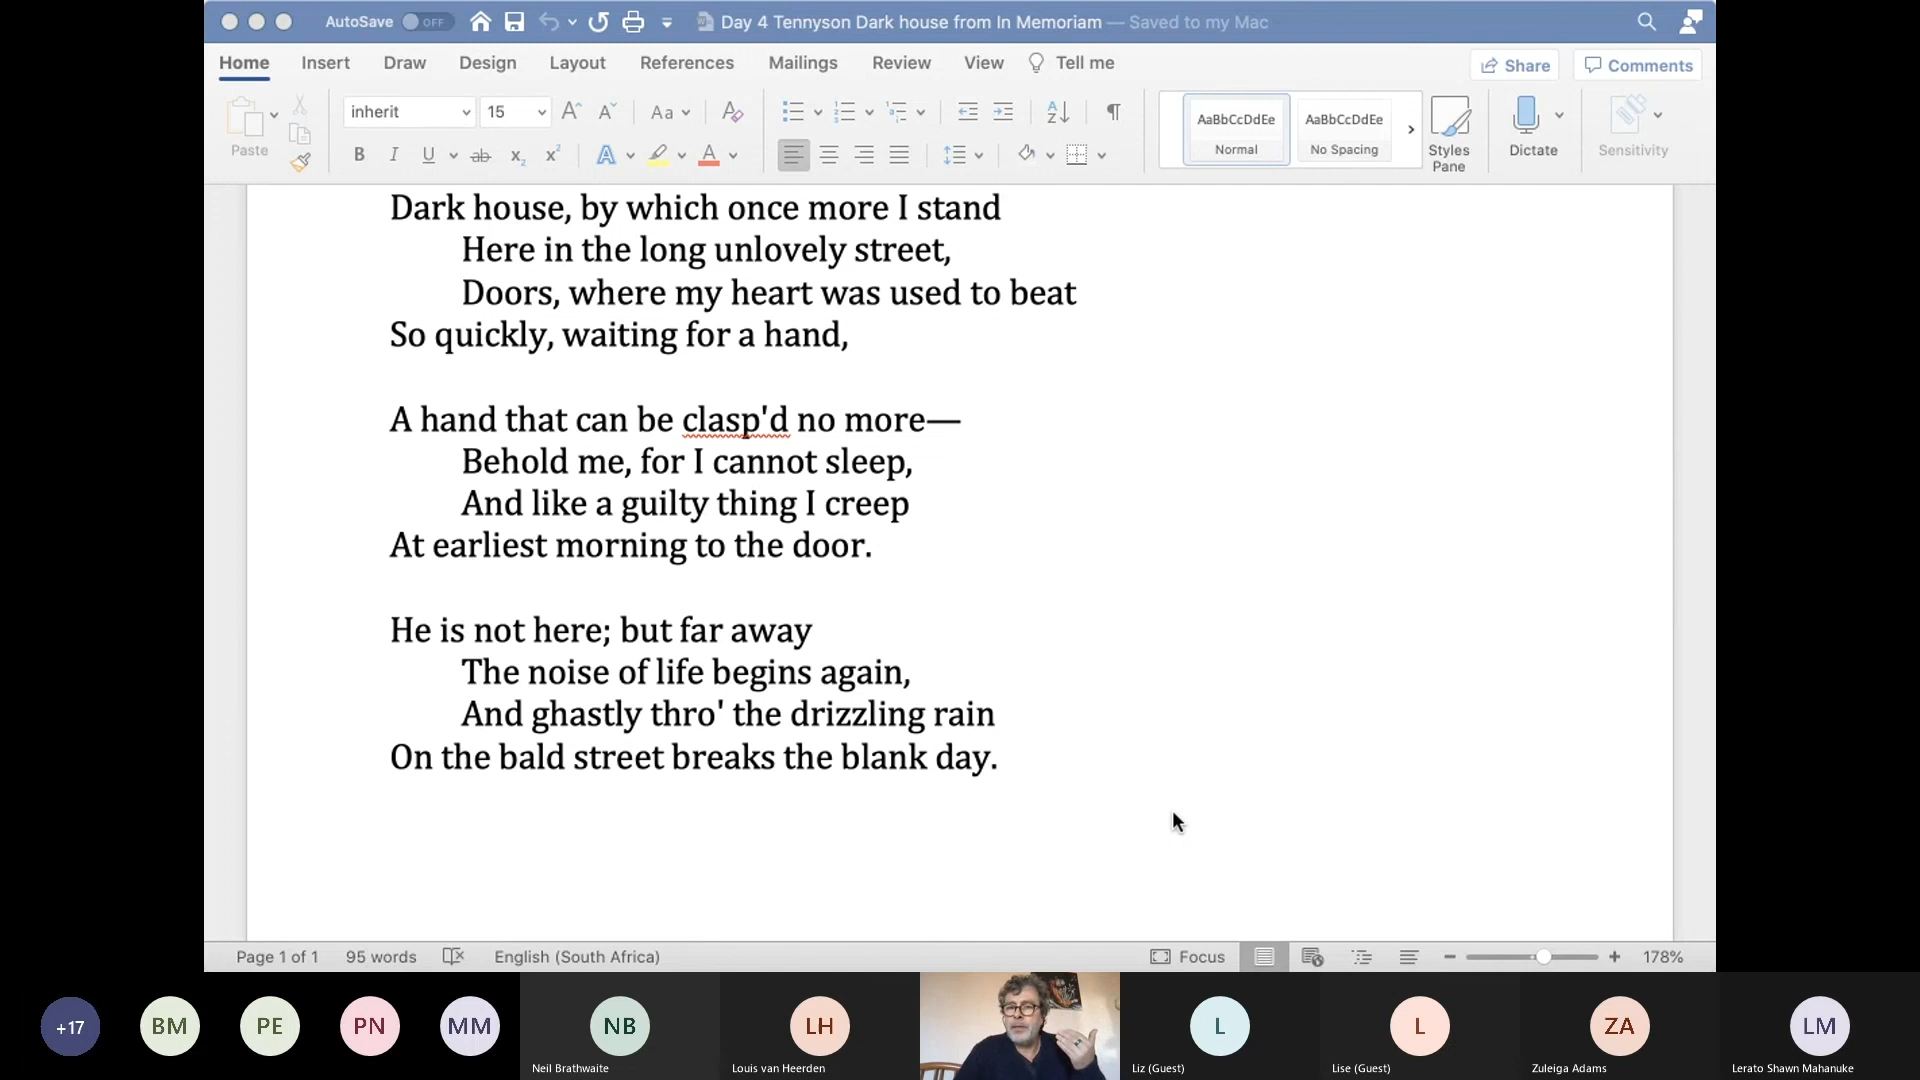 AutoSave OFF Day 4 Tennyson Dark house from In Memoriam — Saved to my Mac
Home Insert Draw Design Layout References Mailings Review View Tell me Share Comments
Paste inherit 15 Aa AaBbCcDdEe Normal AaBbCcDdEe No Spacing Styles Pane Dictate Sensitivity
Dark house, by which once more I stand
Here in the long unlovely street,
Doors, where my heart was used to beat
So quickly, waiting for a hand,
A hand that can be clasp'd no more—
Behold me, for I cannot sleep,
And like a guilty thing I creep
At earliest morning to the door.
He is not here; but far away
The noise of life begins again,
And ghastly thro' the drizzling rain
On the bald street breaks the blank day.
Page 1 of 1 95 words English (South Africa) Focus 178%
+17 BM PE PN MM NB LH L L ZA LM
Neil Brathwaite Louis van Heerden Liz (Guest) Lise (Guest) Zuleiga Adams Lerato Shawn Mahanuke